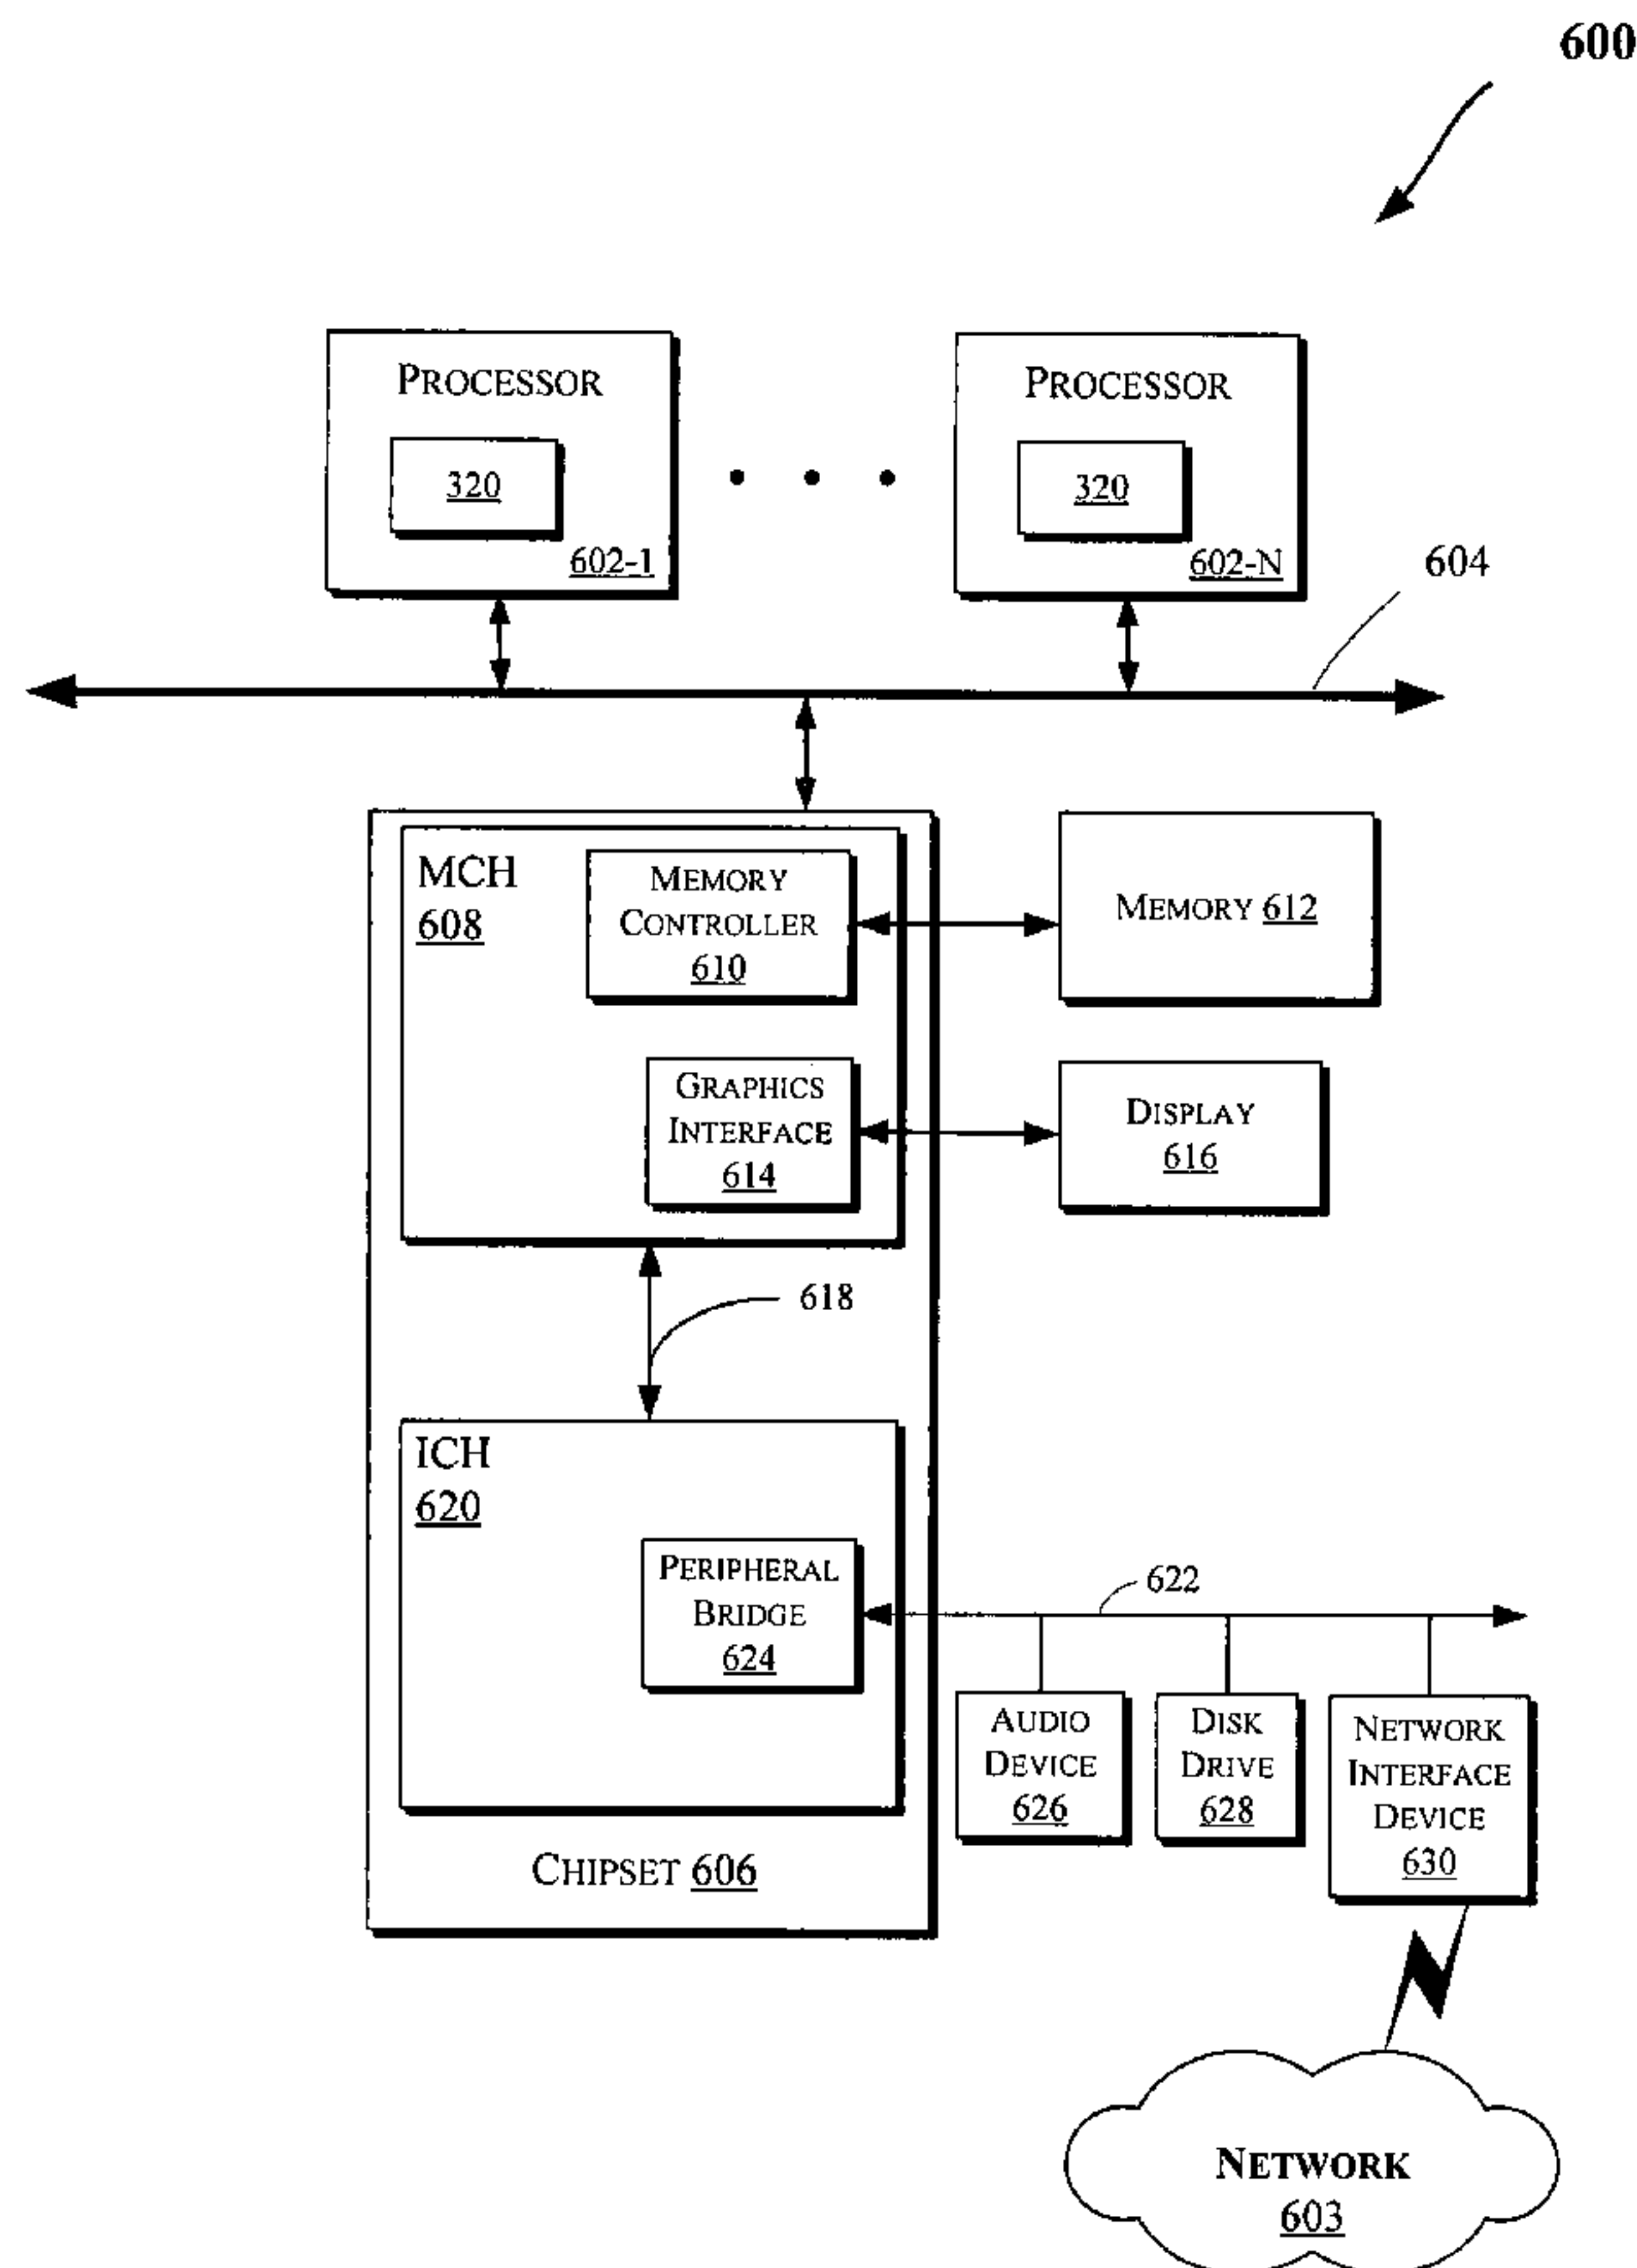 600
PROCESSOR
320
602-1
PROCESSOR
320
602-N
604
MCH
608
MEMORY
CONTROLLER
610
MEMORY 612
GRAPHICS
INTERFACE
614
DISPLAY
616
618
ICH
620
PERIPHERAL
BRIDGE
624
622
AUDIO
DEVICE
626
DISK
DRIVE
628
NETWORK
INTERFACE
DEVICE
630
CHIPSET 606
NETWORK
603